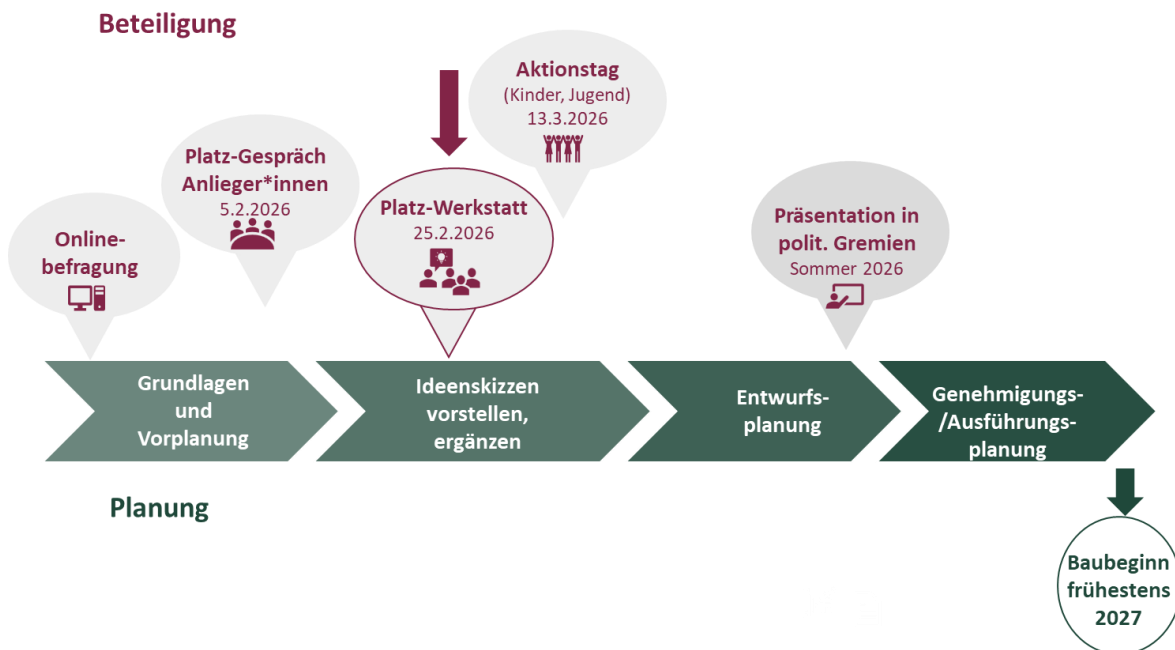 Beteiligung
Online-
befragung
Platz-Gespräch
Anlieger*innen
5.2.2026
Platz-Werkstatt
25.2.2026
Aktionstag
(Kinder, Jugend)
13.3.2026
Präsentation in
polit. Gremien
Sommer 2026
Grundlagen
und
Vorplanung
Ideenskizzen
vorstellen,
ergänzen
Entwurfs-
planung
Genehmigungs-
/Ausführungs-
planung
Planung
Baubeginn
frühestens
2027